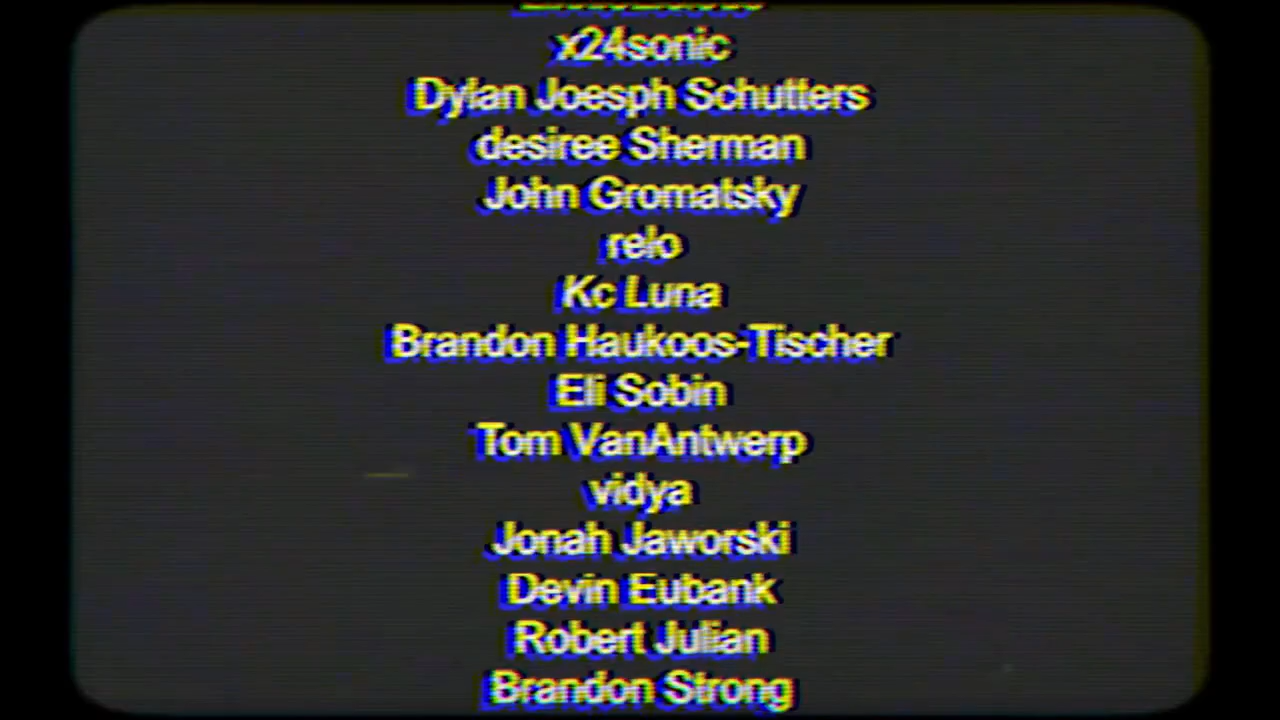 x24sonic
Dylan Joesph Schutters
desiree Sherman
John Gromatsky
relo
Kc Luna
Brandon Haukoos-Tischer
Eli Sobin
Tom VanAntwerp
vidya
Jonah Jaworski
Devin Eubank
Robert Julian
Brandon Strong